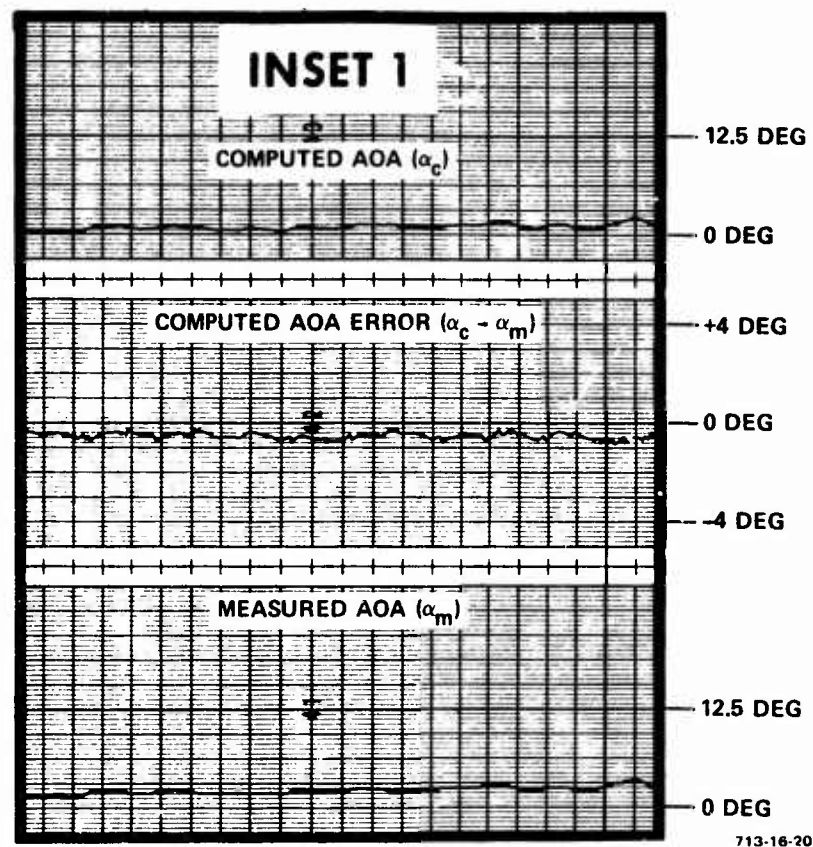 INSET 1
12.5 DEG
COMPUTED AOA (αc)
0 DEG
COMPUTED AOA ERROR (αc - αm)
+4 DEG
0 DEG
-4 DEG
MEASURED AOA (αm)
12.5 DEG
0 DEG
713-16-20